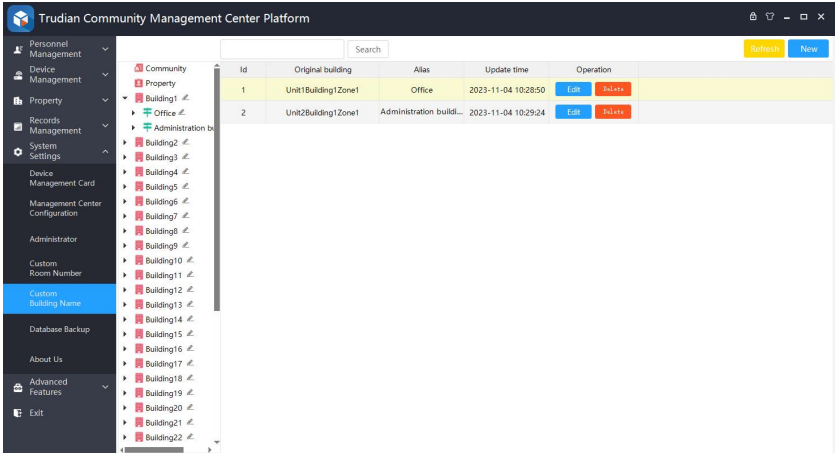 Trudian Community Management Center Platform
Personnel
Management
Device
Management
Property
Records
Management
System
Settings
Device
Management Card
Management Center
Configuration
Administrator
Custom
Room Number
Custom
Building Name
Database Backup
About Us
Advanced
Features
Exit
Community
Property
Building1
Office
Administration bu
Building2
Building3
Building4
Building5
Building6
Building7
Building8
Building9
Building10
Building11
Building12
Building13
Building14
Building15
Building16
Building17
Building18
Building19
Building20
Building21
Building22
Search
Refresh New
Id Original building Alias Update time Operation
1 Unit1Building1Zone1 Office 2023-11-04 10:28:50 Edit Delete
2 Unit2Building1Zone1 Administration buildi... 2023-11-04 10:29:24 Edit Delete